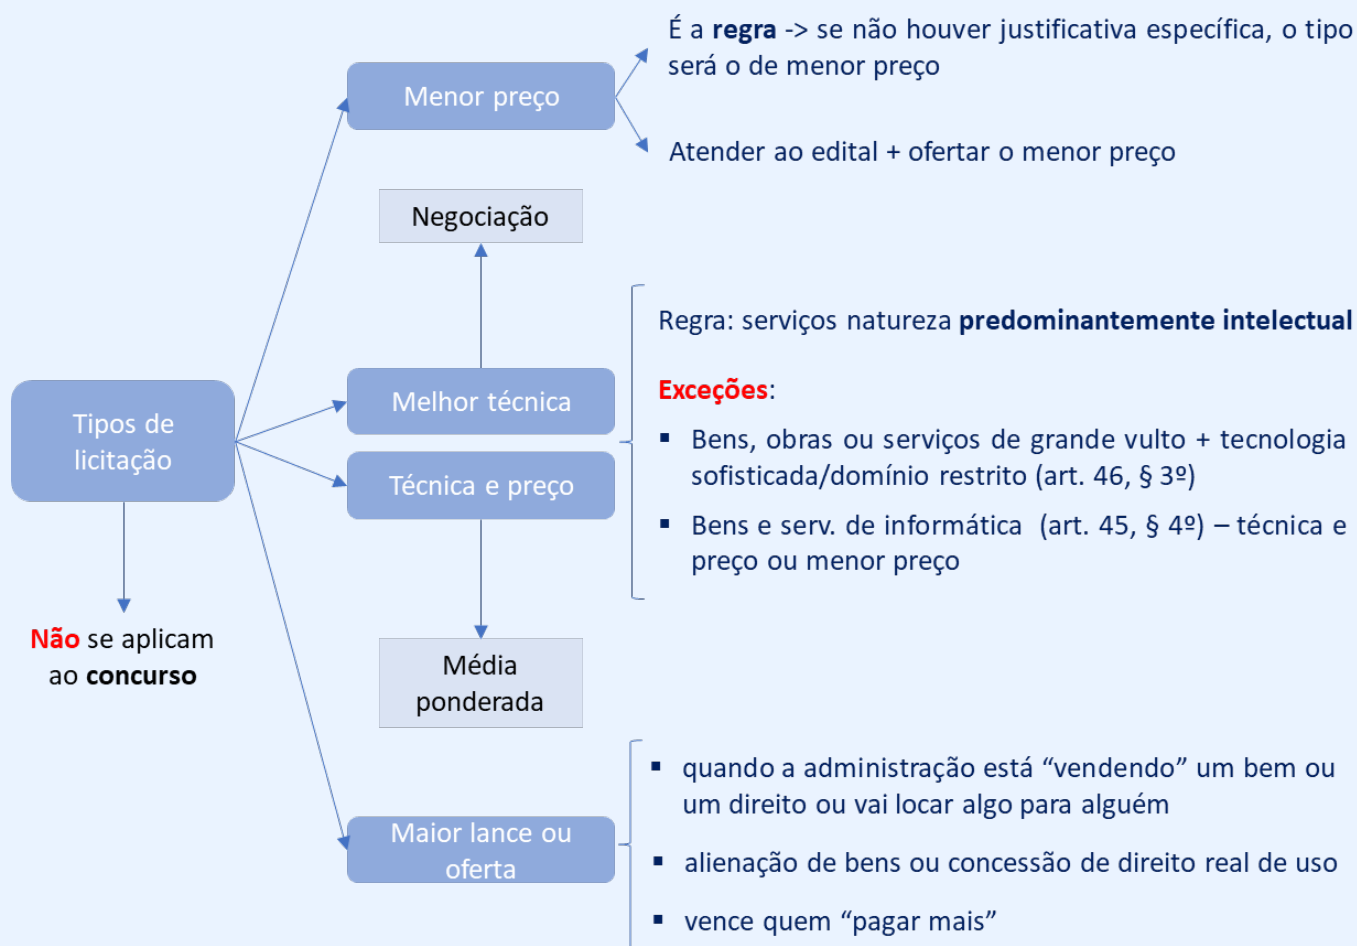 É a regra -> se não houver justificativa específica, o tipo
será o de menor preço
Menor preço
Atender ao edital + ofertar o menor preço
Negociação
Regra: serviços natureza predominantemente intelectual
Melhor técnica
Exceções:
Tipos de
licitação
▪ Bens, obras ou serviços de grande vulto + tecnologia
sofisticada/domínio restrito (art. 46, § 3º)
Técnica e preço
▪ Bens e serv. de informática (art. 45, § 4º) – técnica e
preço ou menor preço
Não se aplicam
ao concurso
Média
ponderada
▪ quando a administração está “vendendo” um bem ou
um direito ou vai locar algo para alguém
Maior lance ou
oferta
▪ alienação de bens ou concessão de direito real de uso
▪ vence quem “pagar mais”